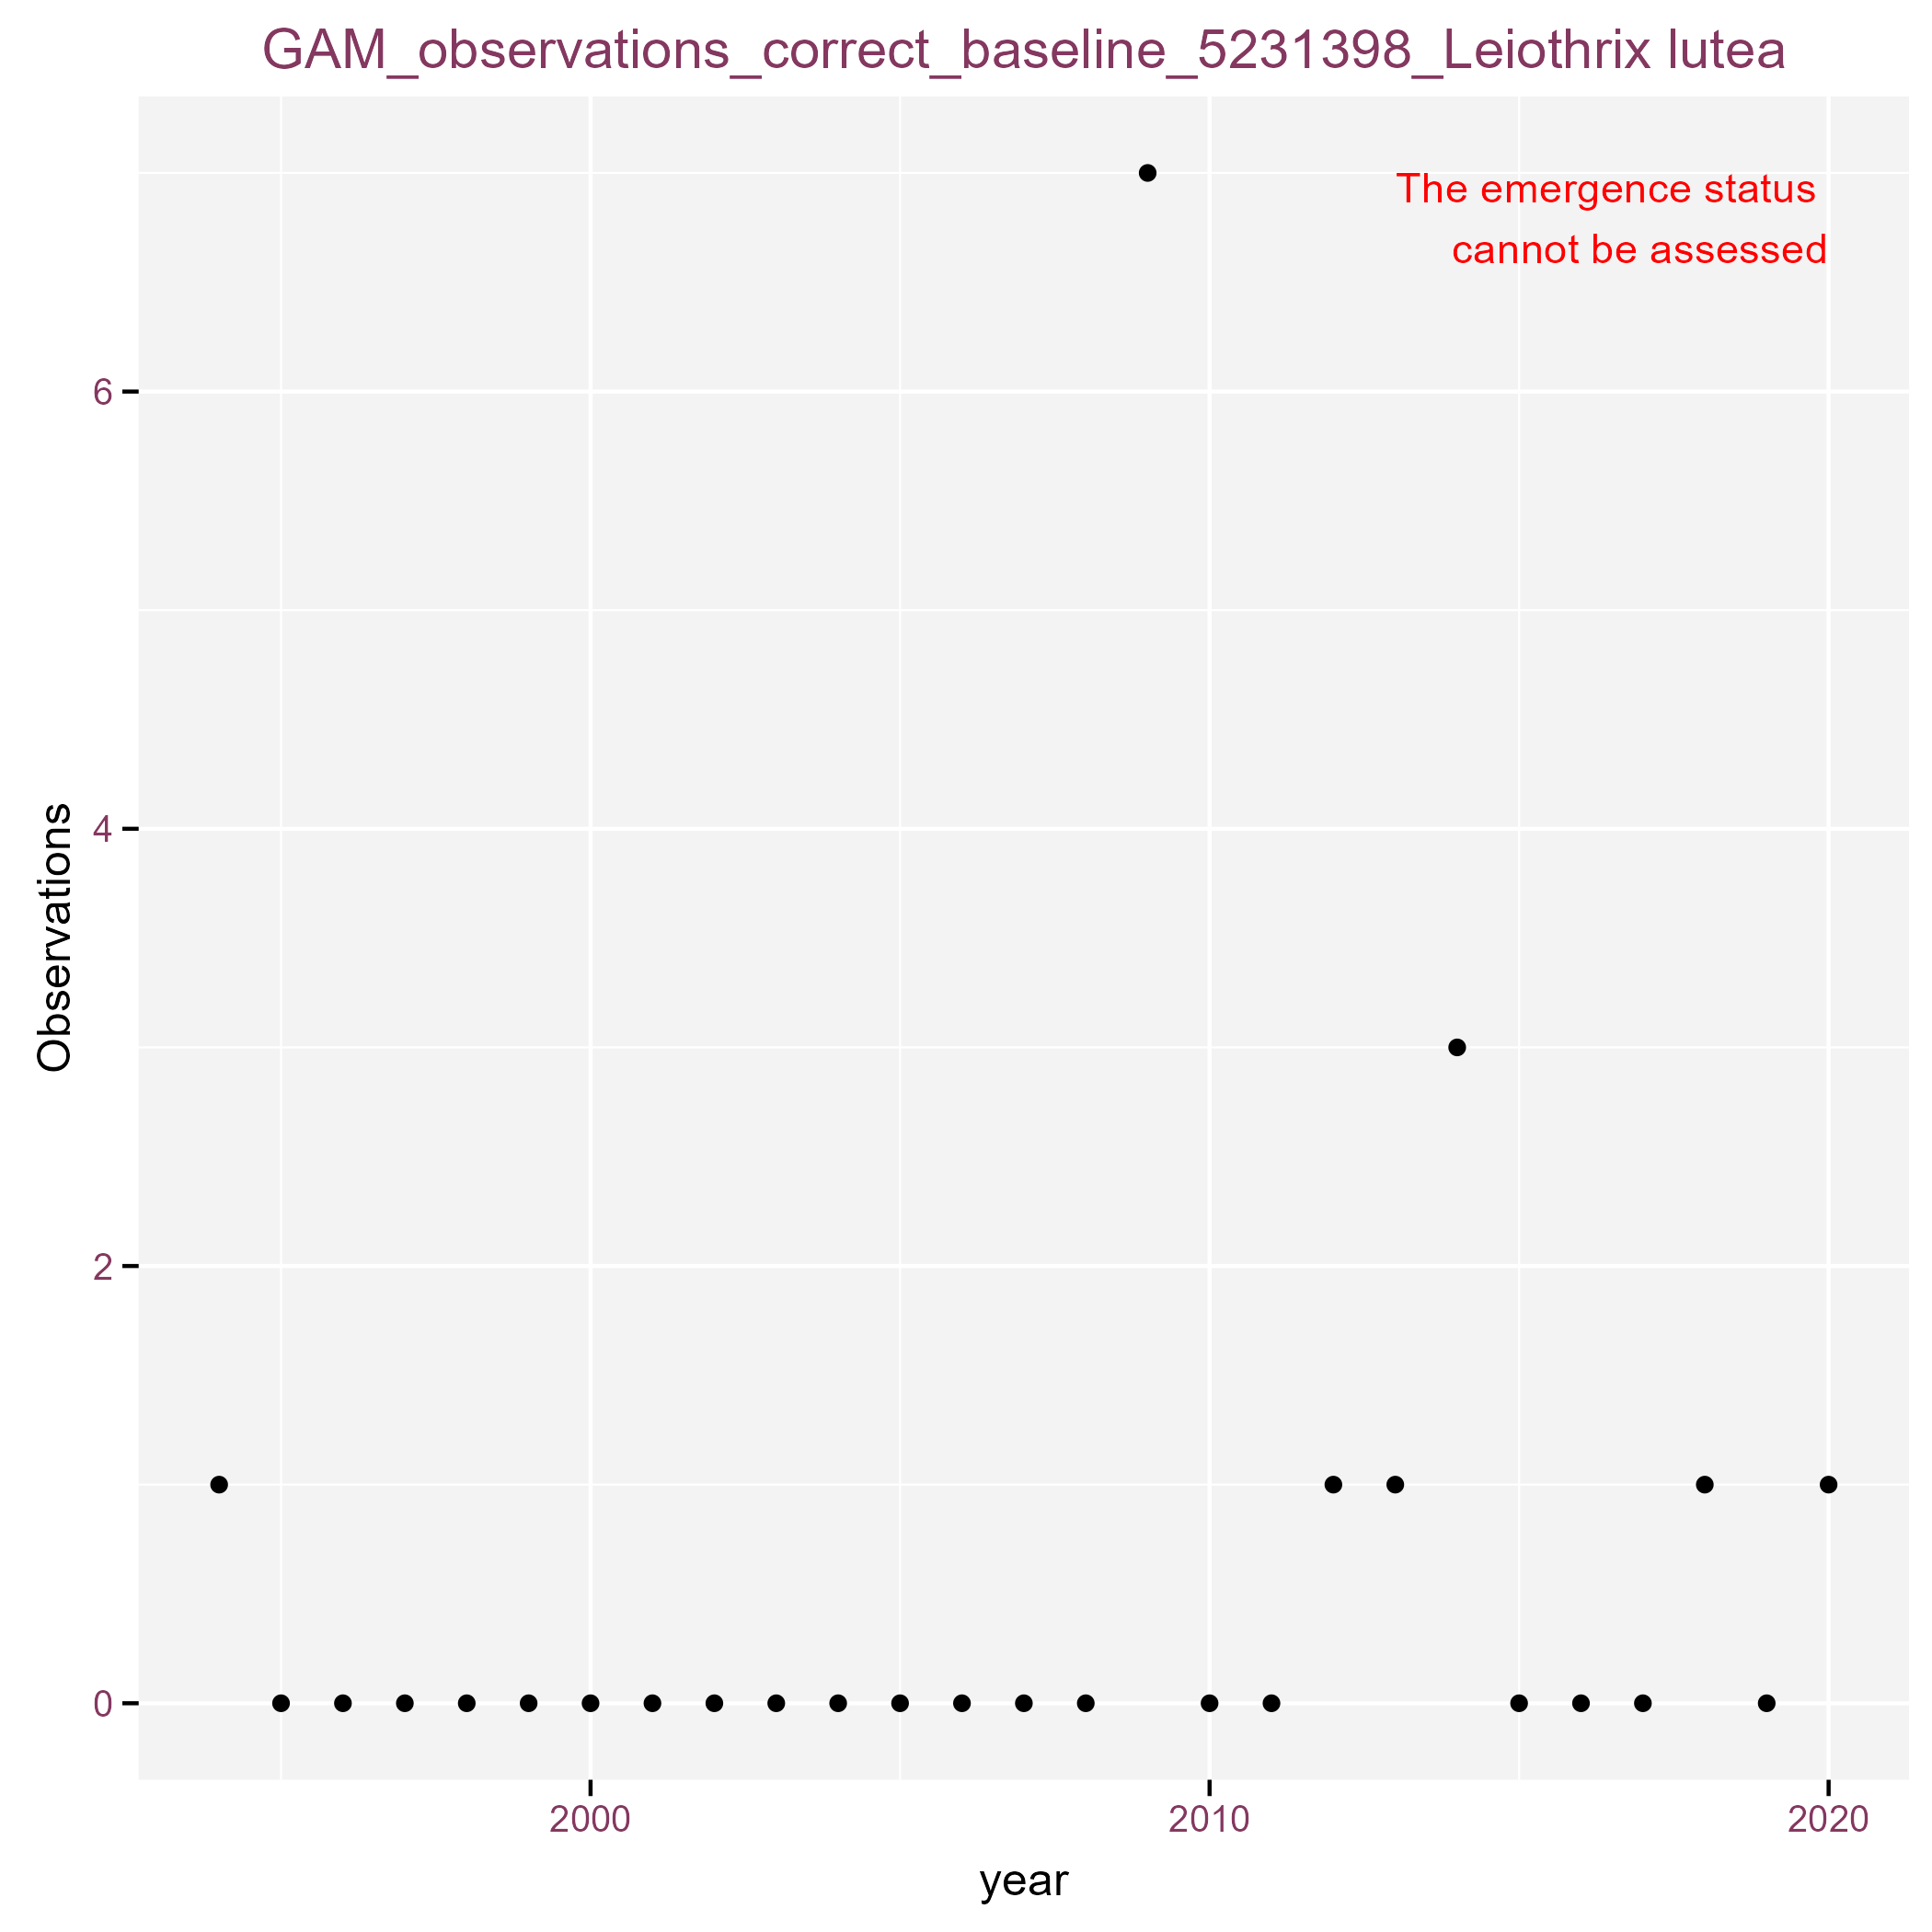 GAM_observations_correct_baseline_5231398_Leiothrix lutea
The emergence status
cannot be assessed
Observations
6
4
2
0
2000
2010
2020
year